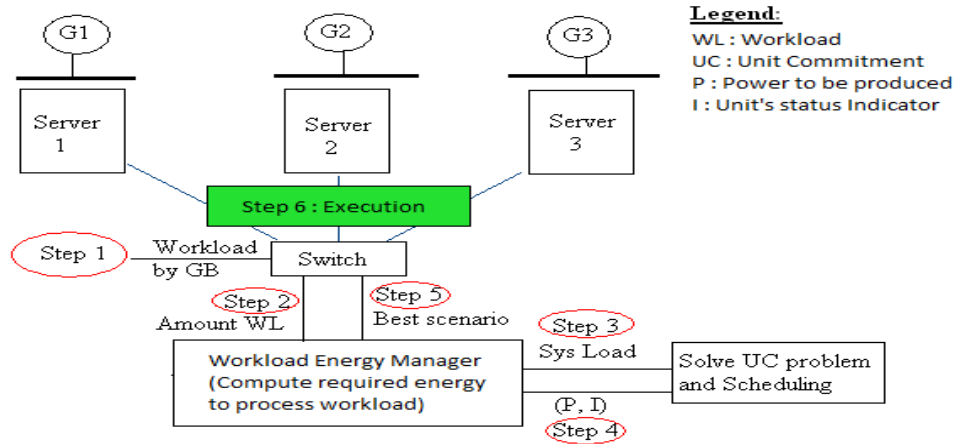 G1
G2
G3
Legend:
WL : Workload
UC : Unit Commitment
P : Power to be produced
I : Unit's status Indicator
Server
1
Server
2
Server
3
Step 6 : Execution
Step 1
Workload
by GB
Switch
Step 2
Amount WL
Step 5
Best scenario
Step 3
Sys Load
Workload Energy Manager
(Compute required energy
to process workload)
Solve UC problem
and Scheduling
(P, I)
Step 4